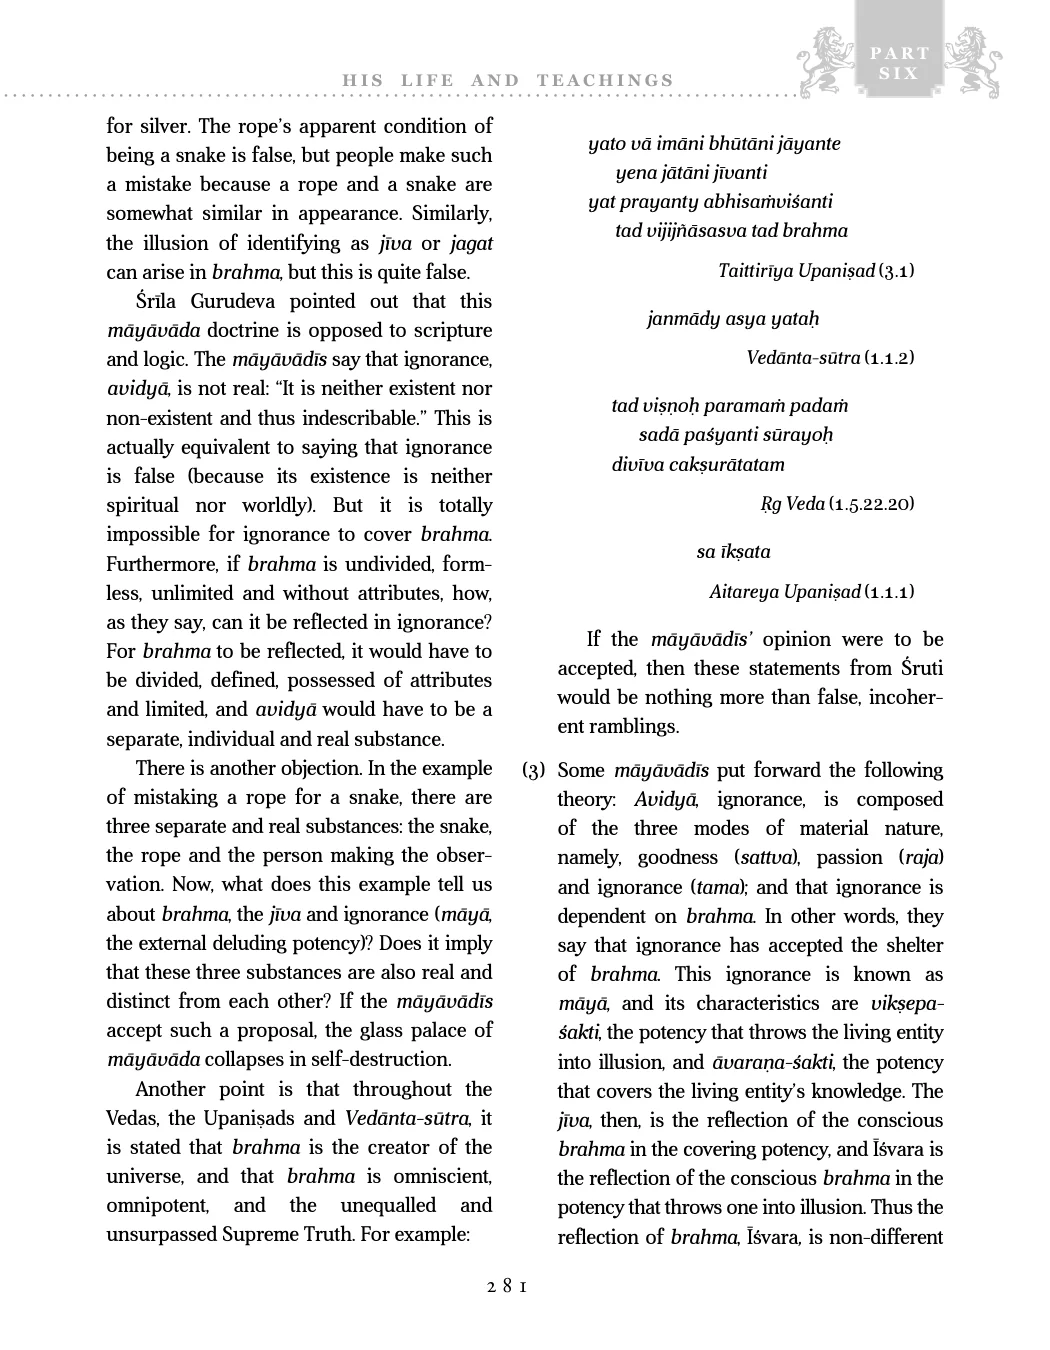 PART
SIX
HIS LIFE AND TEACHINGS
for silver. The rope’s apparent condition of
being a snake is false, but people make such
a mistake because a rope and a snake are
somewhat similar in appearance. Similarly,
the illusion of identifying as jīva or jagat
can arise in brahma, but this is quite false.
Śrīla Gurudeva pointed out that this
māyāvāda doctrine is opposed to scripture
and logic. The māyāvādīs say that ignorance,
avidyā, is not real: “It is neither existent nor
non-existent and thus indescribable.” This is
actually equivalent to saying that ignorance
is false (because its existence is neither
spiritual nor worldly). But it is totally
impossible for ignorance to cover brahma.
Furthermore, if brahma is undivided, form-
less, unlimited and without attributes, how,
as they say, can it be reflected in ignorance?
For brahma to be reflected, it would have to
be divided, defined, possessed of attributes
and limited, and avidyā would have to be a
separate, individual and real substance.
There is another objection. In the example
of mistaking a rope for a snake, there are
three separate and real substances: the snake,
the rope and the person making the obser-
vation. Now, what does this example tell us
about brahma, the jīva and ignorance (māyā,
the external deluding potency)? Does it imply
that these three substances are also real and
distinct from each other? If the māyāvādīs
accept such a proposal, the glass palace of
māyāvāda collapses in self-destruction.
Another point is that throughout the
Vedas, the Upaniṣads and Vedānta-sūtra, it
is stated that brahma is the creator of the
universe, and that brahma is omniscient,
omnipotent, and the unequalled and
unsurpassed Supreme Truth. For example:
yato vā imāni bhūtāni jāyante
yena jātāni jīvanti
yat prayanty abhisaṁviśanti
tad vijijñāsasva tad brahma
Taittirīya Upaniṣad (3.1)
janmādy asya yataḥ
Vedānta-sūtra (1.1.2)
tad viṣṇoḥ paramaṁ padaṁ
sadā paśyanti sūrayoḥ
divīva cakṣurātatam
Ṛg Veda (1.5.22.20)
sa īkṣata
Aitareya Upaniṣad (1.1.1)
If the māyāvādīs’ opinion were to be
accepted, then these statements from Śruti
would be nothing more than false, incoher-
ent ramblings.
(3) Some māyāvādīs put forward the following
theory: Avidyā, ignorance, is composed
of the three modes of material nature,
namely, goodness (sattva), passion (raja)
and ignorance (tama); and that ignorance is
dependent on brahma. In other words, they
say that ignorance has accepted the shelter
of brahma. This ignorance is known as
māyā, and its characteristics are vikṣepa-
śakti, the potency that throws the living entity
into illusion, and āvaraṇa-śakti, the potency
that covers the living entity’s knowledge. The
jīva, then, is the reflection of the conscious
brahma in the covering potency, and Īśvara is
the reflection of the conscious brahma in the
potency that throws one into illusion. Thus the
reflection of brahma, Īśvara, is non-different
281